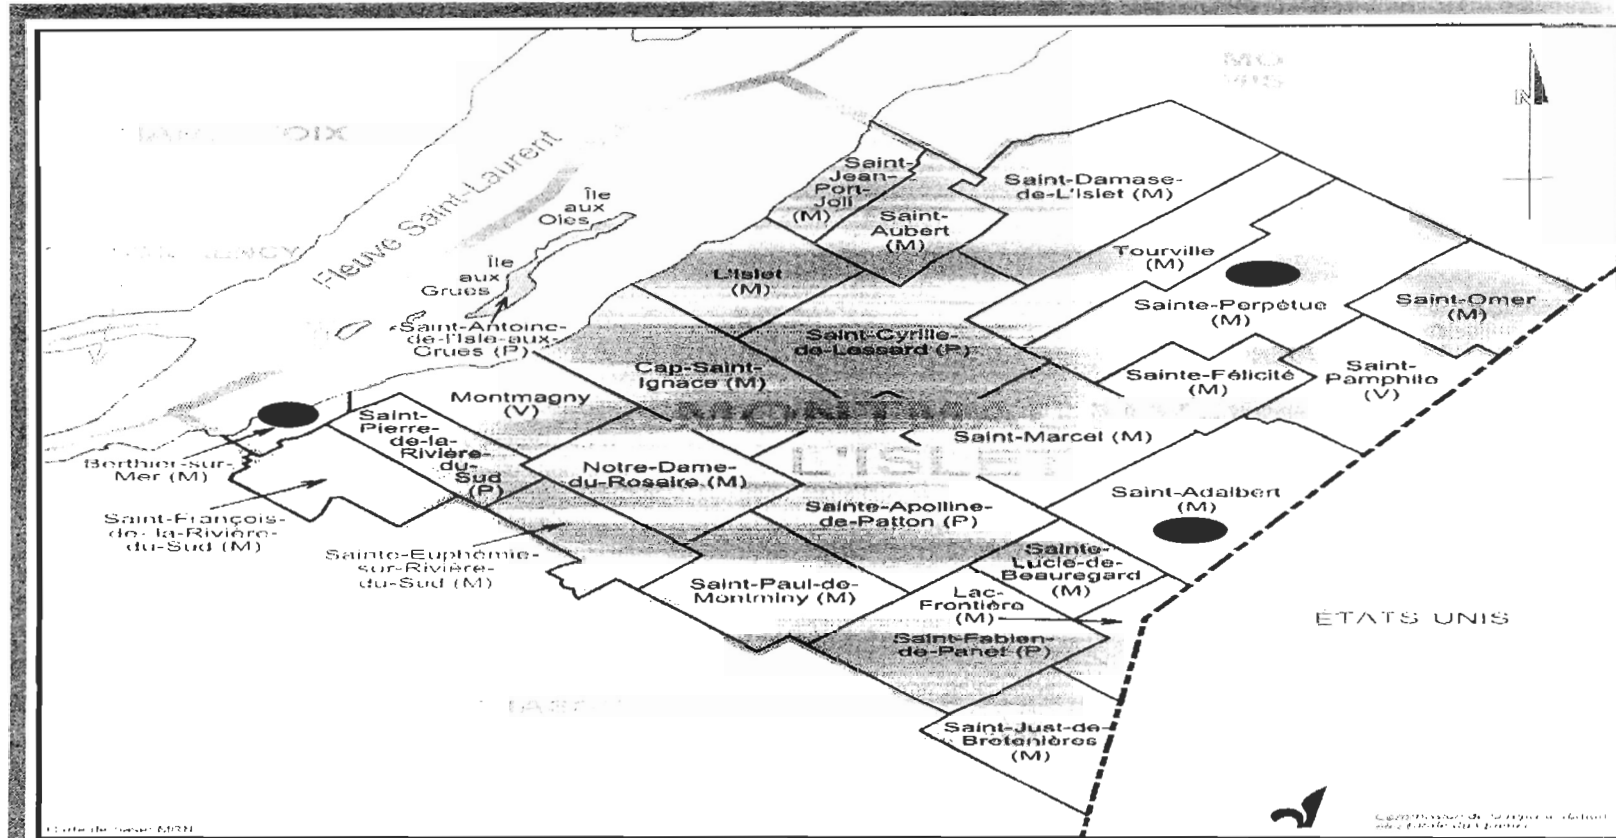 Fleuve Saint-Laurent
Île
aux
Oies
Île
aux
Grues
Saint-Antoine-
de-l'Isle-aux-
Grues (P)
Saint-
Jean-
Port-
Joli
(M)
Saint-
Aubert
(M)
Saint-Damase-
de-L'Islet (M)
Tourville
(M)
L'Islet
(M)
Sainte-Perpétue
(M)
Saint-Omer
(M)
Saint-Cyrille-
de-Lessard (P)
Cap-Saint-
Ignace (M)
Sainte-Félicité
(M)
Saint-
Pamphile
(V)
Montmagny
(V)
Saint-
Pierre-
de-la-
Rivière-
du-
Sud
(P)
L'ISLET
Saint-Marcel (M)
Berthier-sur-
Mer (M)
Notre-Dame-
du-Rosaire (M)
Saint-Adalbert
(M)
Saint-François-
de-la-Rivière-
du-Sud (M)
Sainte-Apolline-
de-Patton (P)
Sainte-Euphémie-
sur-Rivière-
du-Sud (M)
Sainte-
Lucie-de-
Beauregard
(M)
Saint-Paul-de-
Montminy (M)
Lac-
Frontière
(M)
ÉTATS UNIS
Saint-Fabien-
de-Panet (P)
Saint-Just-de-
Bretenières
(M)
N